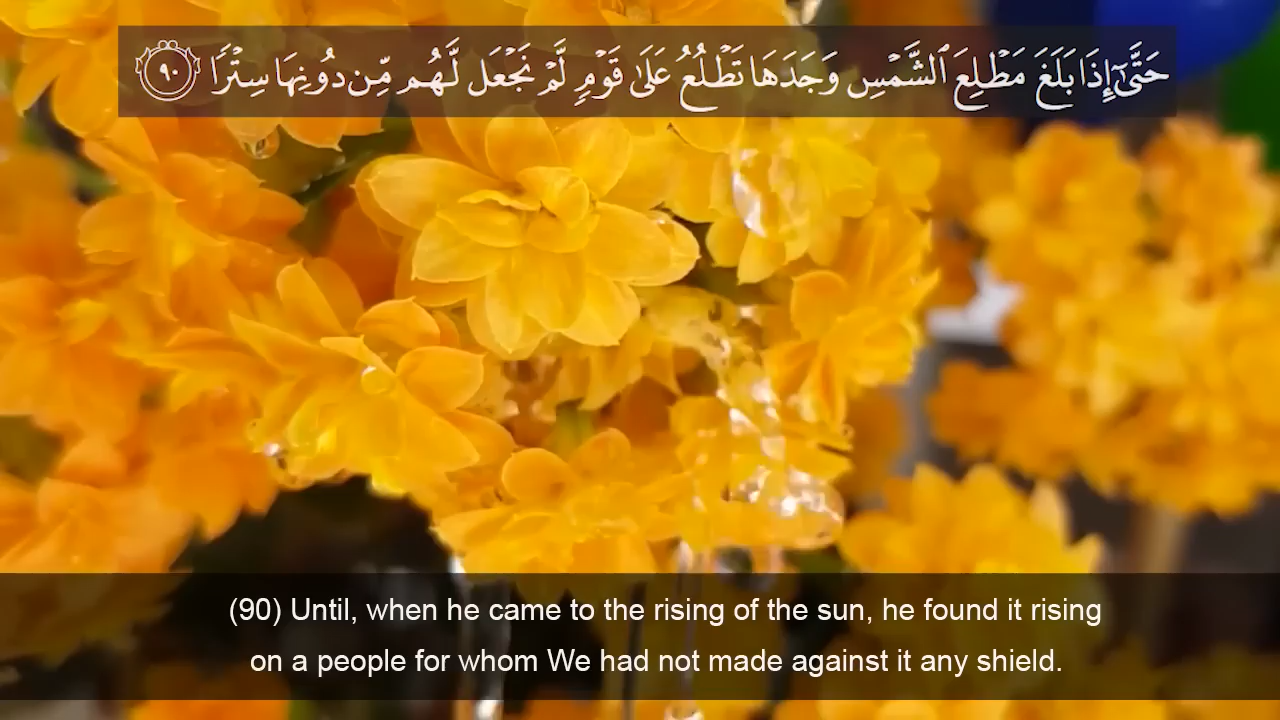 حَتَّىٰٓ إِذَا بَلَغَ مَطْلِعَ ٱلشَّمْسِ وَجَدَهَا تَطْلُعُ عَلَىٰ قَوْمٍ لَّمْ نَجْعَل لَّهُم مِّن دُونِهَا سِتْرًا ٩٠
(90) Until, when he came to the rising of the sun, he found it rising
on a people for whom We had not made against it any shield.